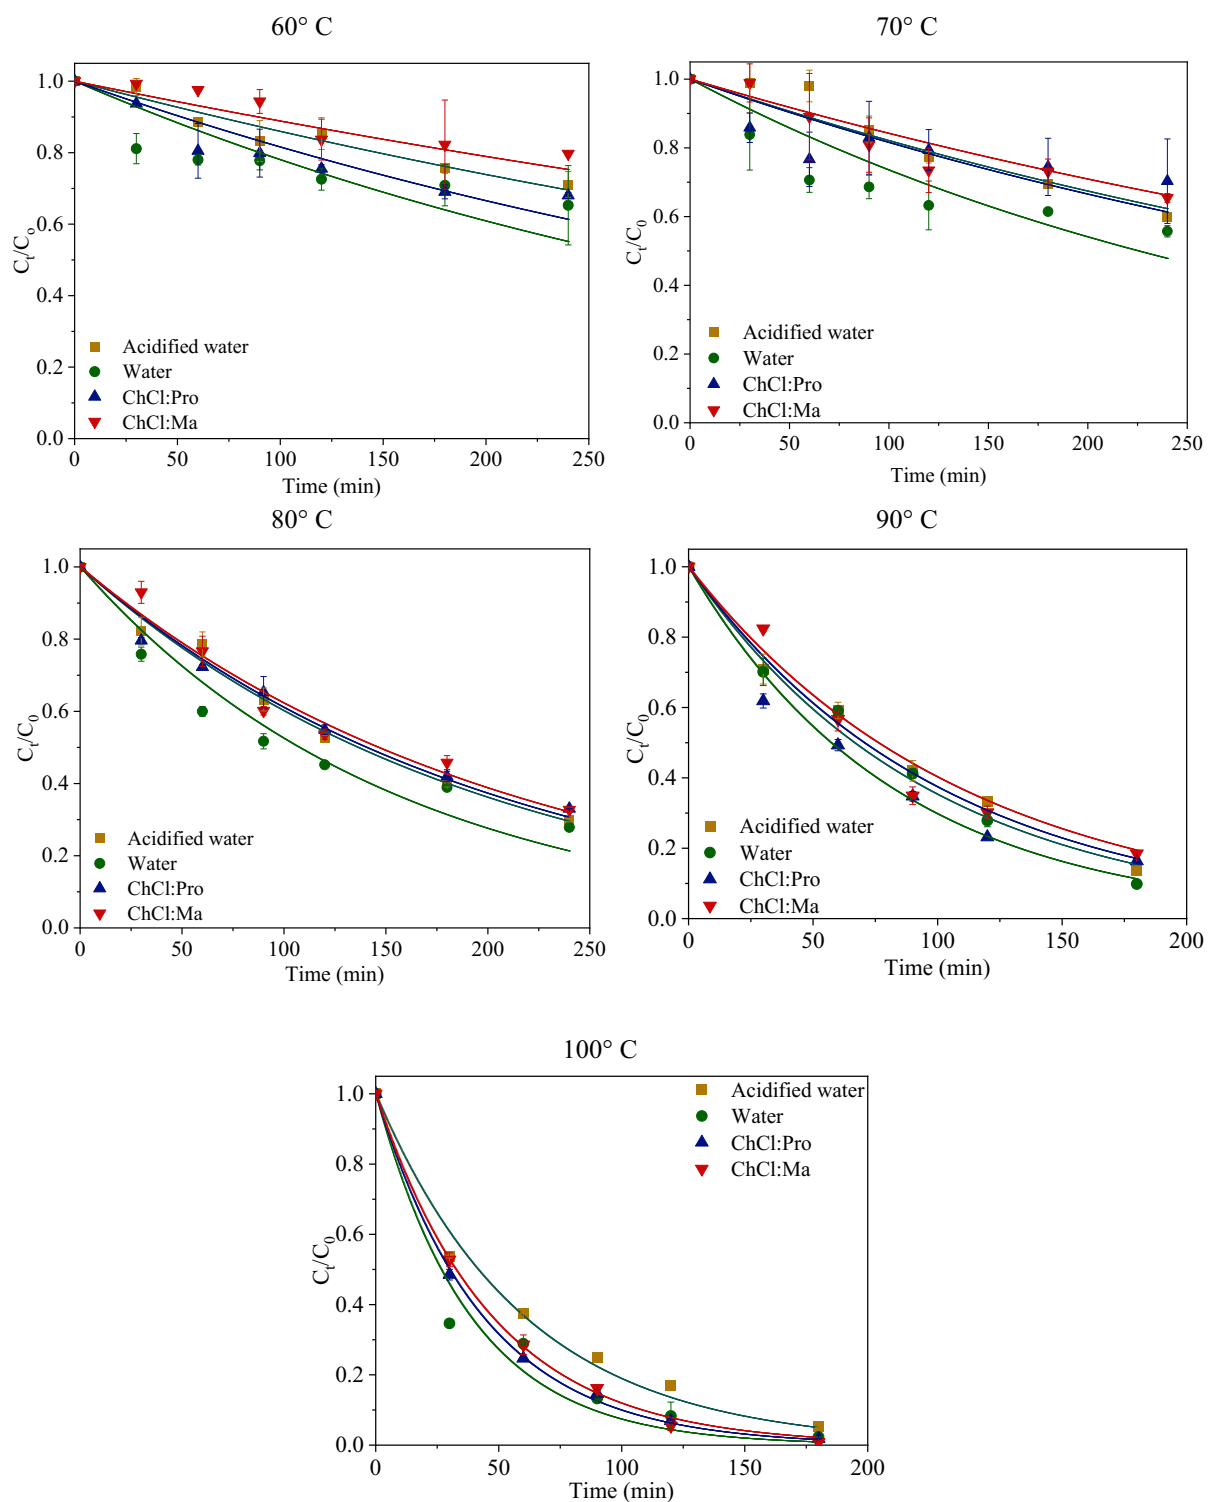 60° C
70° C
1.0
0.8
0.6
0.4
0.2
0.0
Cₜ/Cₒ
Acidified water
Water
ChCl:Pro
ChCl:Ma
0 50 100 150 200 250
Time (min)
1.0
0.8
0.6
0.4
0.2
0.0
Cₜ/C₀
Acidified water
Water
ChCl:Pro
ChCl:Ma
0 50 100 150 200 250
Time (min)
80° C
90° C
1.0
0.8
0.6
0.4
0.2
0.0
Cₜ/C₀
Acidified water
Water
ChCl:Pro
ChCl:Ma
0 50 100 150 200 250
Time (min)
1.0
0.8
0.6
0.4
0.2
0.0
Cₜ/C₀
Acidified water
Water
ChCl:Pro
ChCl:Ma
0 50 100 150 200
Time (min)
100° C
1.0
0.8
0.6
0.4
0.2
0.0
Cₜ/C₀
Acidified water
Water
ChCl:Pro
ChCl:Ma
0 50 100 150 200
Time (min)